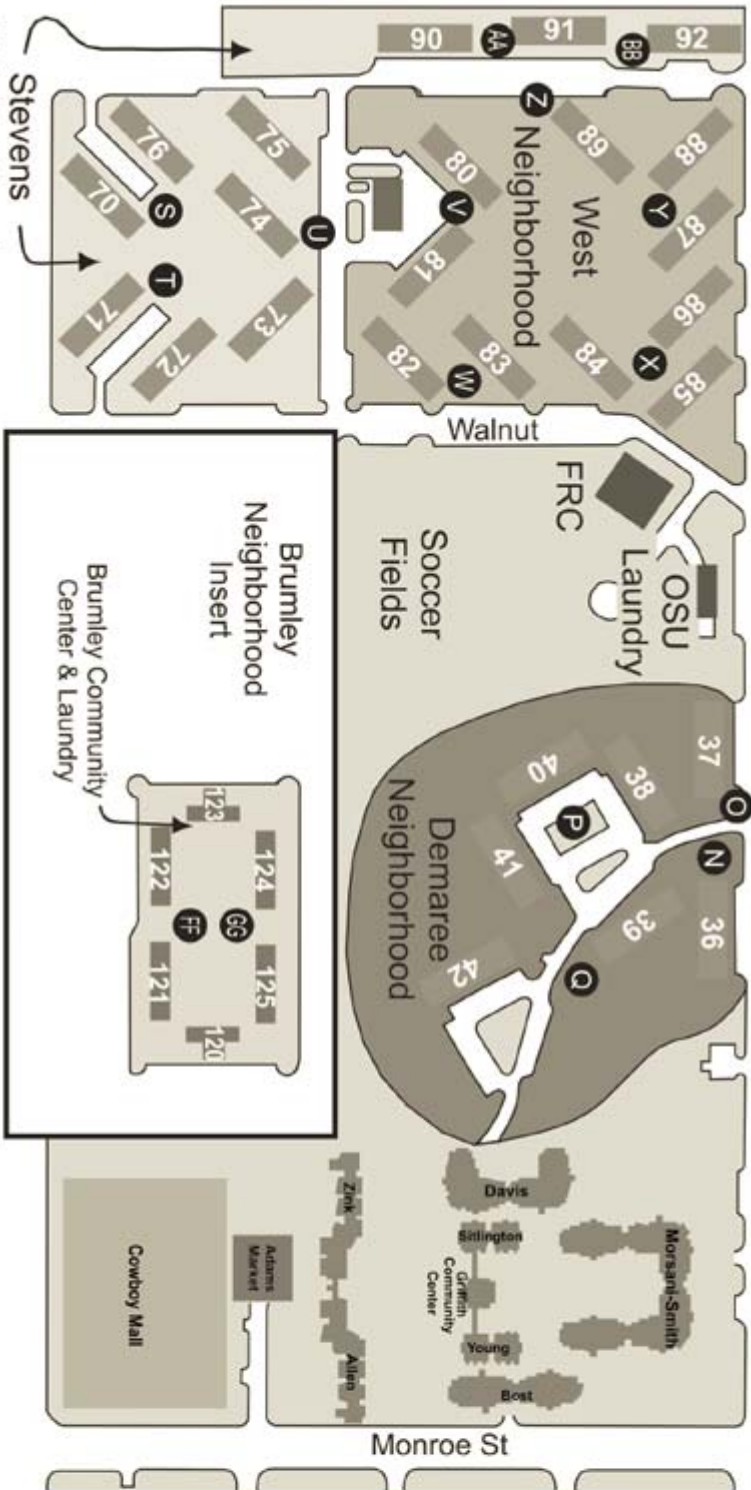 90
AA
91
BB
92
Stevens
76
75
70
S
74
U
T
71
73
72
Z
89
88
80
V
West
Neighborhood
Y
87
81
86
82
83
W
84
X
85
Walnut
FRC
OSU
Laundry
Soccer
Fields
Brumley
Neighborhood
Insert
Brumley Community
Center & Laundry
123
124
122
FF
GG
121
125
120
37
O
38
40
P
N
41
39
36
Demaree
Neighborhood
42
Q
Zink
Davis
Sitlington
Morsani-Smith
Adams
Market
Griffith
Community
Center
Cowboy Mall
Young
Allen
Bost
Monroe St